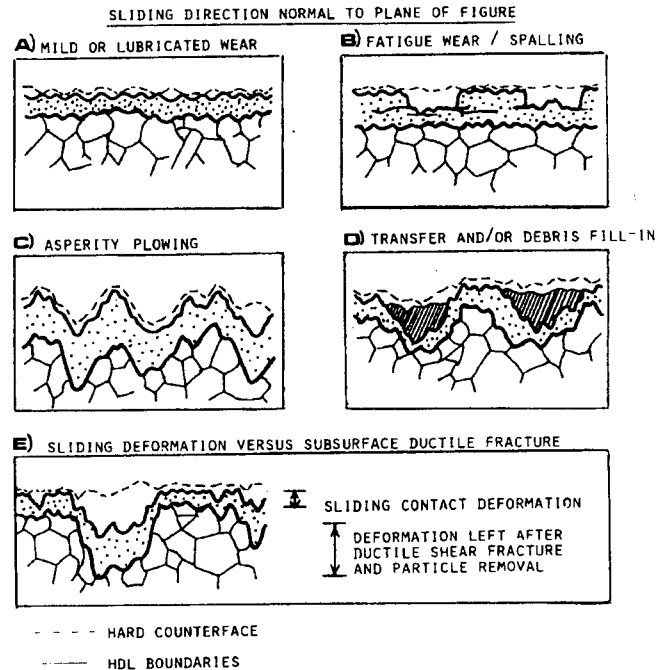 SLIDING DIRECTION NORMAL TO PLANE OF FIGURE
A) MILD OR LUBRICATED WEAR
B) FATIGUE WEAR / SPALLING
C) ASPERITY PLOWING
D) TRANSFER AND/OR DEBRIS FILL-IN
E) SLIDING DEFORMATION VERSUS SUBSURFACE DUCTILE FRACTURE
SLIDING CONTACT DEFORMATION
DEFORMATION LEFT AFTER
DUCTILE SHEAR FRACTURE
AND PARTICLE REMOVAL
HARD COUNTERFACE
HDL BOUNDARIES